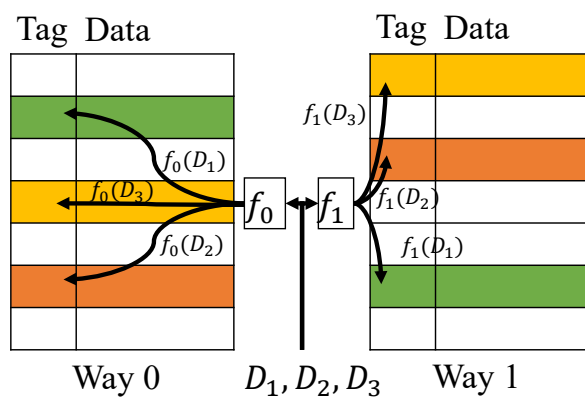 Tag Data
Tag Data
f₀(D₁)
f₁(D₃)
f₀(D₃)
f₀
f₁
f₁(D₂)
f₀(D₂)
f₁(D₁)
Way 0
D₁, D₂, D₃
Way 1